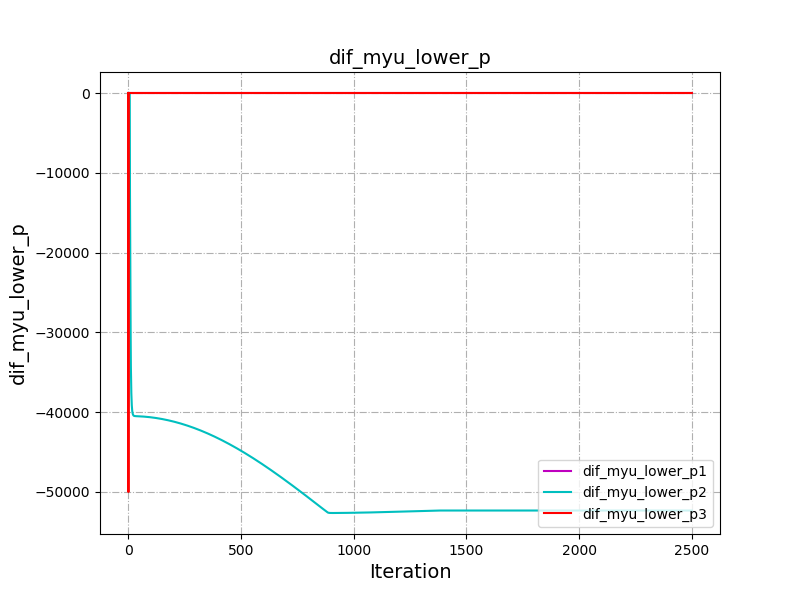 dif_myu_lower_p
dif_myu_lower_p
0
−10000
−20000
−30000
−40000
−50000
0
500
1000
1500
2000
2500
Iteration
dif_myu_lower_p1
dif_myu_lower_p2
dif_myu_lower_p3